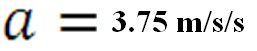 a = 3.75 m/s/s